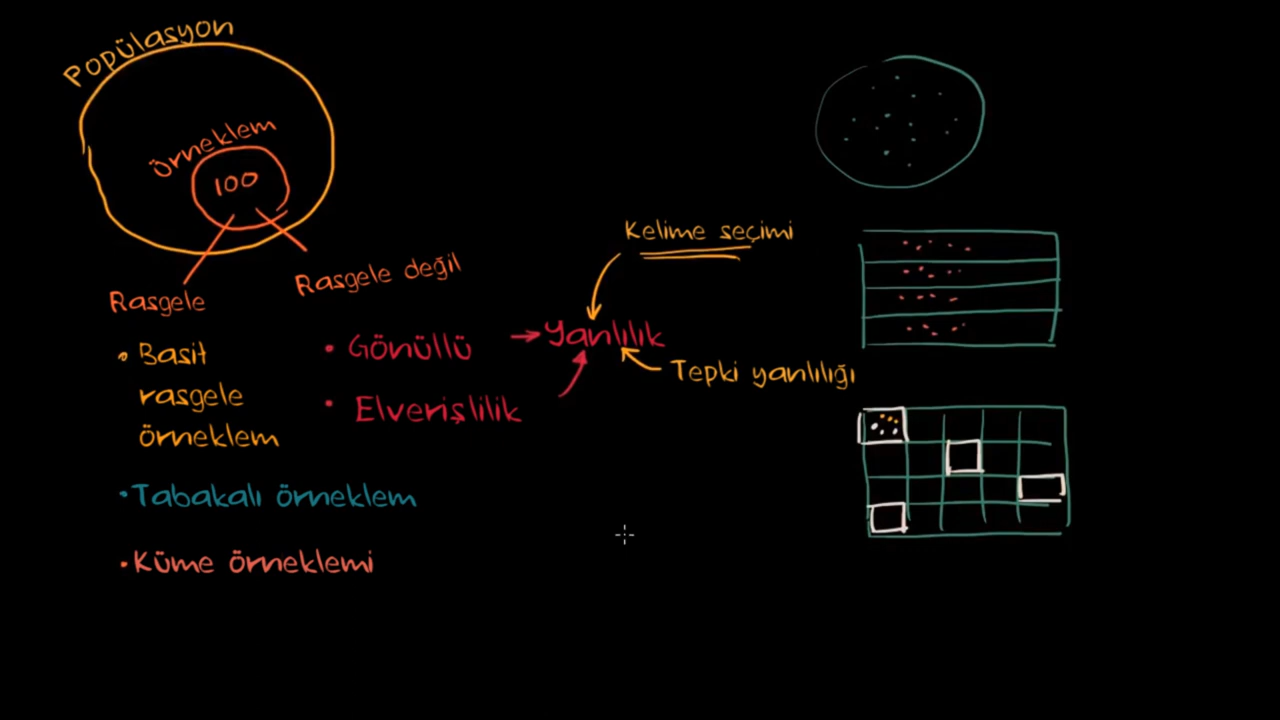 Popülasyon
örneklem
100
Rasgele
Rasgele değil
• Basit
rasgele
örneklem
• Tabakalı örneklem
• Küme örneklemi
• Gönüllü
• Elverişlilik
Yanlılık
Kelime seçimi
Tepki yanlılığı